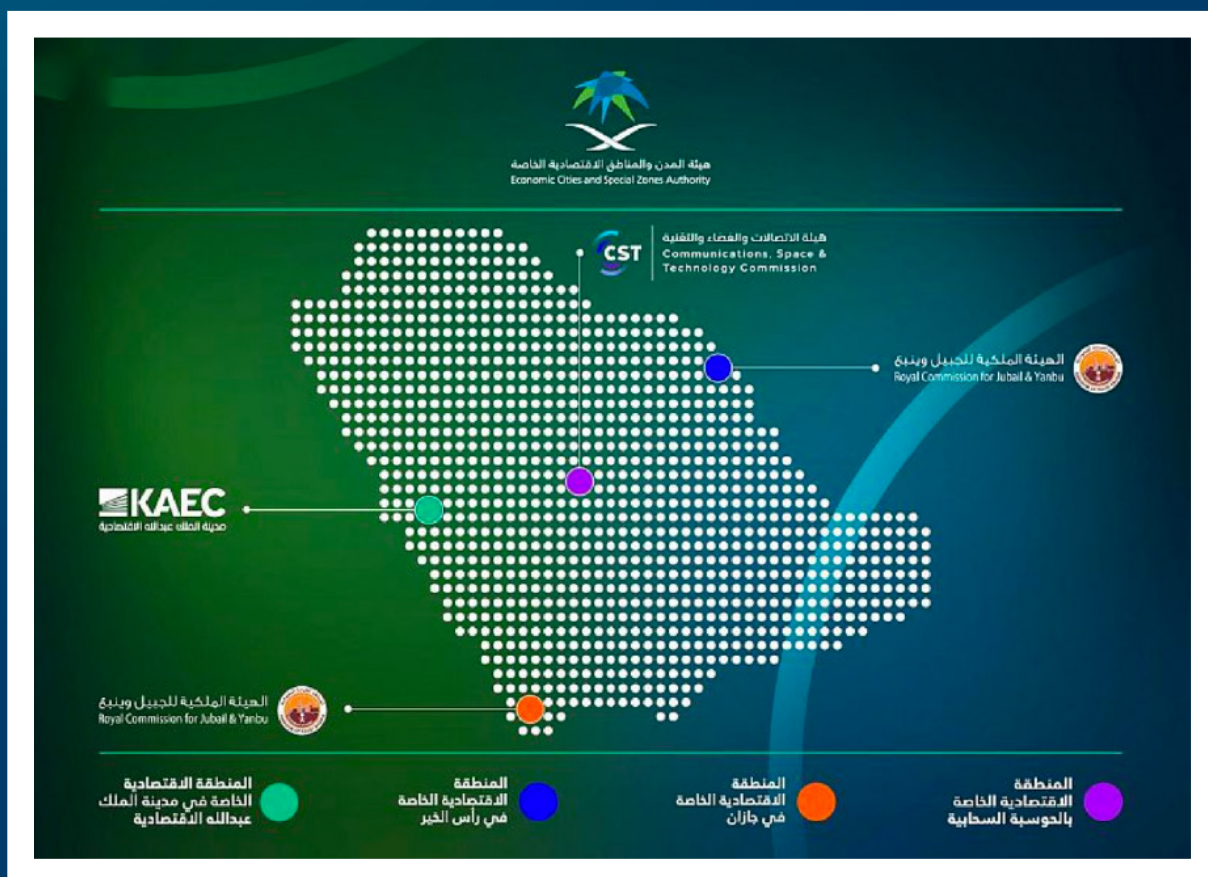 هيئة المدن والمناطق الاقتصادية الخاصة
Economic Cities and Special Zones Authority
CST
هيئة الاتصالات والفضاء والتقنية
Communications, Space &
Technology Commission
الهيئة الملكية للجبيل وينبع
Royal Commission for Jubail & Yanbu
KAEC
مدينة الملك عبدالله الاقتصادية
الهيئة الملكية للجبيل وينبع
Royal Commission for Jubail & Yanbu
المنطقة
الاقتصادية الخاصة
بالحوسبة السحابية
المنطقة
الاقتصادية الخاصة
في جازان
المنطقة
الاقتصادية الخاصة
في رأس الخير
المنطقة الاقتصادية
الخاصة في مدينة الملك
عبدالله الاقتصادية